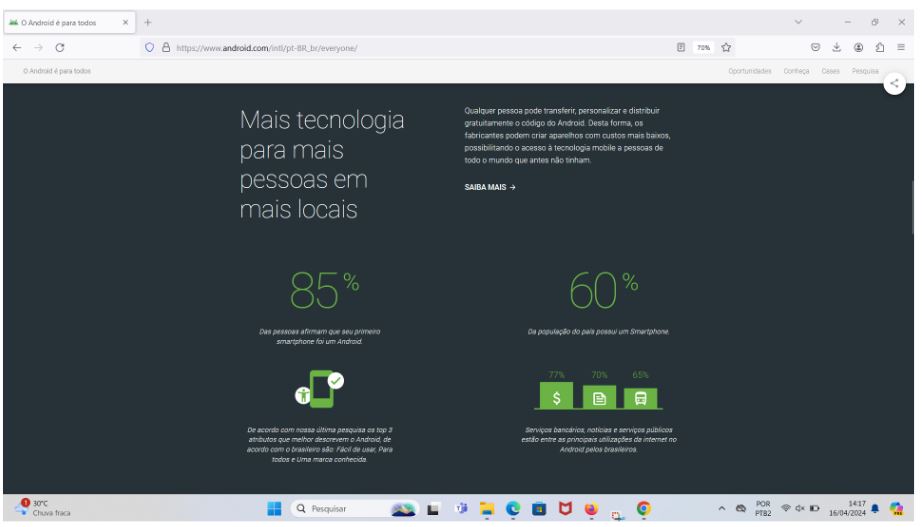 O Android é para todos
https://www.android.com/intl/pt-BR_br/everyone/
70%
O Android é para todos
Oportunidades Conheça Cases Pesquisa
Mais tecnologia
para mais
pessoas em
mais locais
Qualquer pessoa pode transferir, personalizar e distribuir
gratuitamente o código do Android. Desta forma, os
fabricantes podem criar aparelhos com custos mais baixos,
possibilitando o acesso à tecnologia mobile a pessoas de
todo o mundo que antes não tinham.
SAIBA MAIS →
85%
Das pessoas afirmam que seu primeiro
smartphone foi um Android.
60%
Da população do país possui um Smartphone.
De acordo com nossa última pesquisa os top 3
atributos que melhor descrevem o Android, de
acordo com o brasileiro são: Fácil de usar, Para
todos e Uma marca conhecida.
77% 70% 65%
$
Serviços bancários, notícias e serviços públicos
estão entre as principais utilizações da internet no
Android pelos brasileiros.
1
30°C
Chuva fraca
Pesquisar
POR
PTB2
14:17
16/04/2024